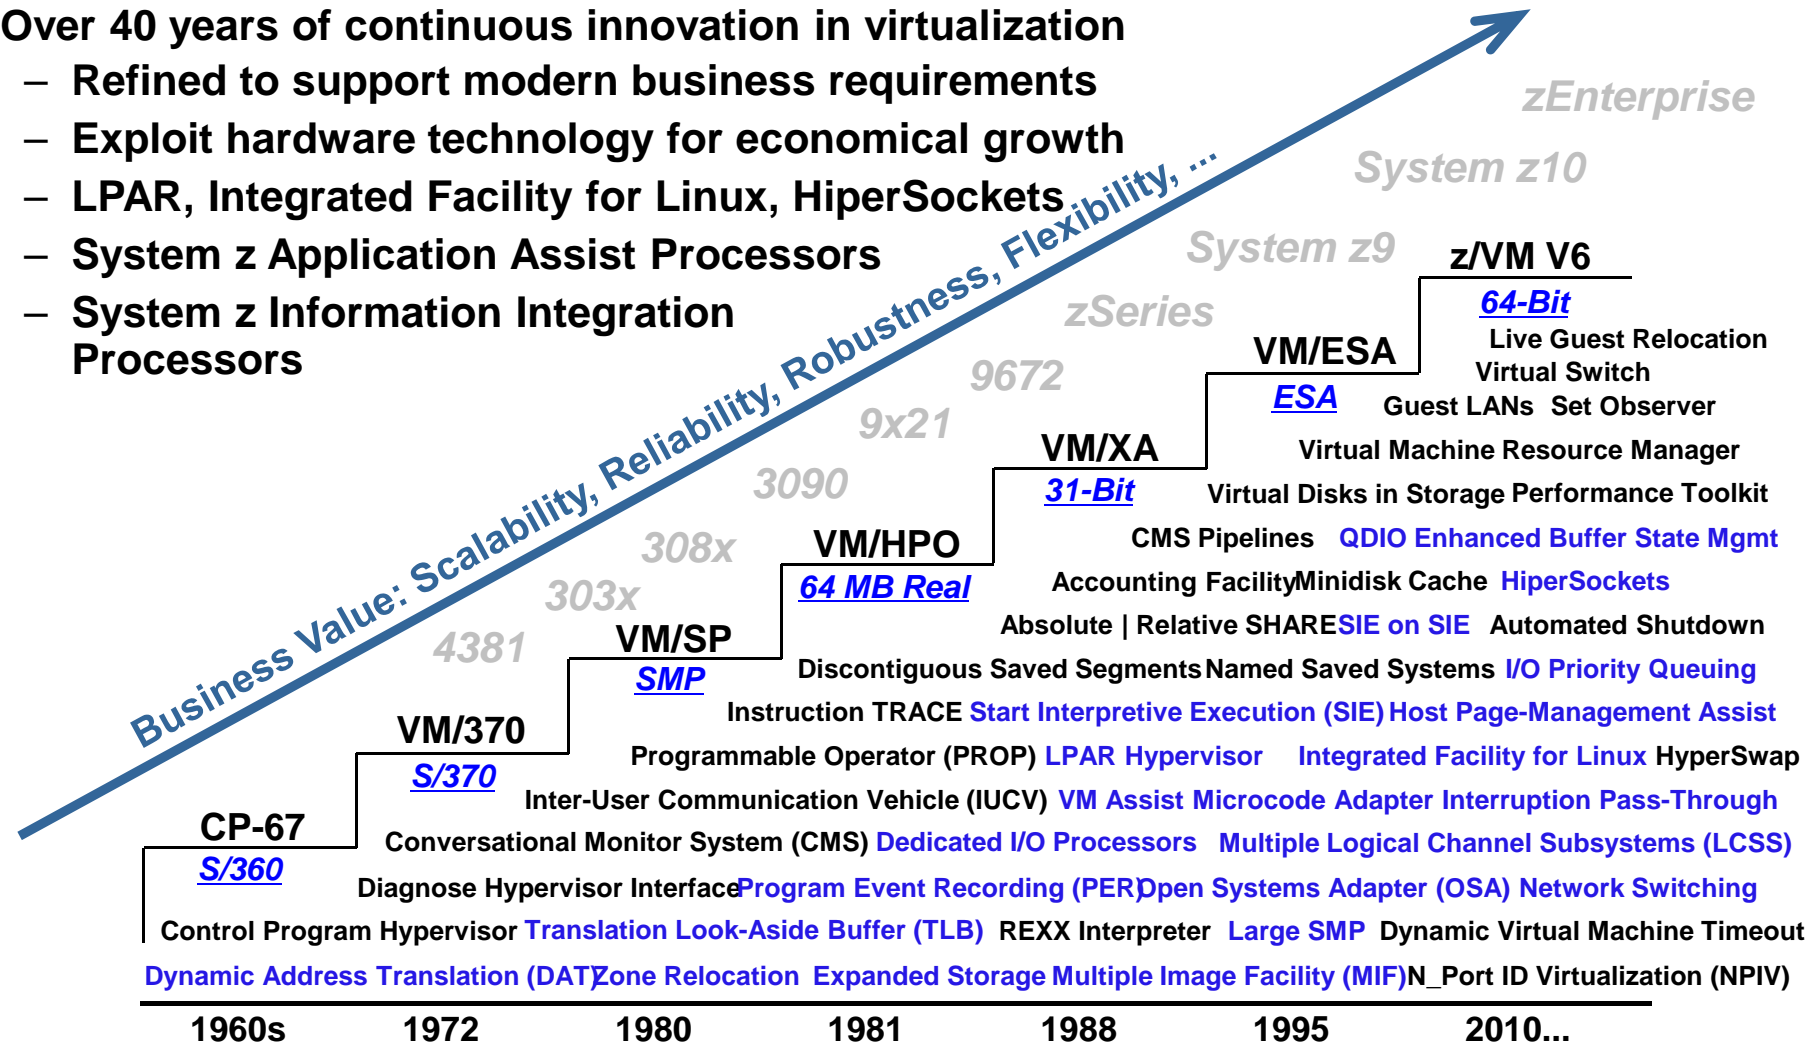 Over 40 years of continuous innovation in virtualization
– Refined to support modern business requirements
– Exploit hardware technology for economical growth
– LPAR, Integrated Facility for Linux, HiperSockets
– System z Application Assist Processors
– System z Information Integration
Processors
Business Value: Scalability, Reliability, Robustness, Flexibility, ...
zEnterprise
System z10
System z9
zSeries
9672
9x21
3090
308x
303x
4381
z/VM V6
64-Bit
VM/ESA
ESA
VM/XA
31-Bit
VM/HPO
64 MB Real
VM/SP
SMP
VM/370
S/370
CP-67
S/360
Live Guest Relocation
Virtual Switch
Guest LANs Set Observer
Virtual Machine Resource Manager
Virtual Disks in Storage Performance Toolkit
CMS Pipelines QDIO Enhanced Buffer State Mgmt
Accounting Facility Minidisk Cache HiperSockets
Absolute | Relative SHARE SIE on SIE Automated Shutdown
Discontiguous Saved Segments Named Saved Systems I/O Priority Queuing
Instruction TRACE Start Interpretive Execution (SIE) Host Page-Management Assist
Programmable Operator (PROP) LPAR Hypervisor Integrated Facility for Linux HyperSwap
Inter-User Communication Vehicle (IUCV) VM Assist Microcode Adapter Interruption Pass-Through
Conversational Monitor System (CMS) Dedicated I/O Processors Multiple Logical Channel Subsystems (LCSS)
Diagnose Hypervisor Interface Program Event Recording (PER) Open Systems Adapter (OSA) Network Switching
Control Program Hypervisor Translation Look-Aside Buffer (TLB) REXX Interpreter Large SMP Dynamic Virtual Machine Timeout
Dynamic Address Translation (DAT) Zone Relocation Expanded Storage Multiple Image Facility (MIF) N_Port ID Virtualization (NPIV)
1960s 1972 1980 1981 1988 1995 2010...